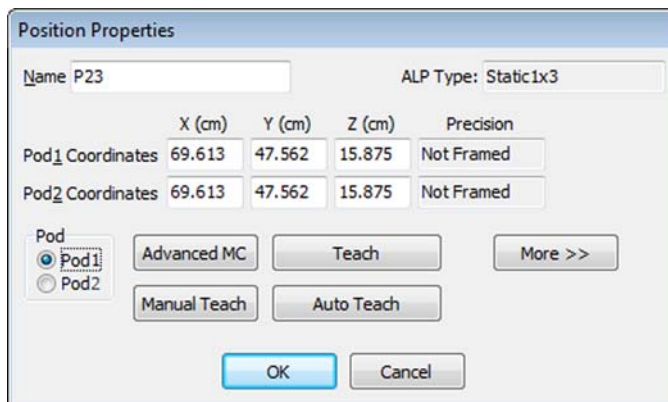 Position Properties
Name P23 ALP Type: Static1x3
X (cm) Y (cm) Z (cm) Precision
Pod1 Coordinates 69.613 47.562 15.875 Not Framed
Pod2 Coordinates 69.613 47.562 15.875 Not Framed
Pod
Pod1
Pod2
Advanced MC Teach More >>
Manual Teach Auto Teach
OK Cancel